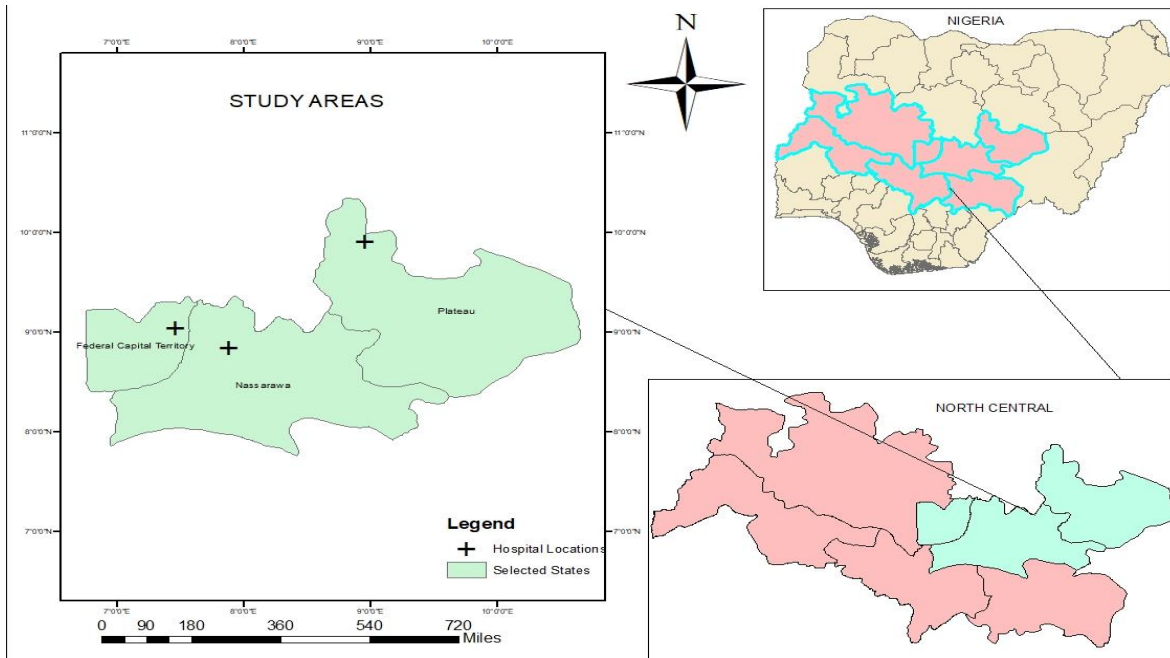 7°0'0"E 8°0'0"E 9°0'0"E 10°0'0"E
STUDY AREAS
11°0'0"N 11°0'0"N
10°0'0"N 10°0'0"N
9°0'0"N 9°0'0"N
8°0'0"N 8°0'0"N
7°0'0"N 7°0'0"N
Plateau
Federal Capital Territory
Nassarawa
Legend
Hospital Locations
Selected States
7°0'0"E 8°0'0"E 9°0'0"E 10°0'0"E
0 90 180 360 540 720
Miles
N
NIGERIA
NORTH CENTRAL